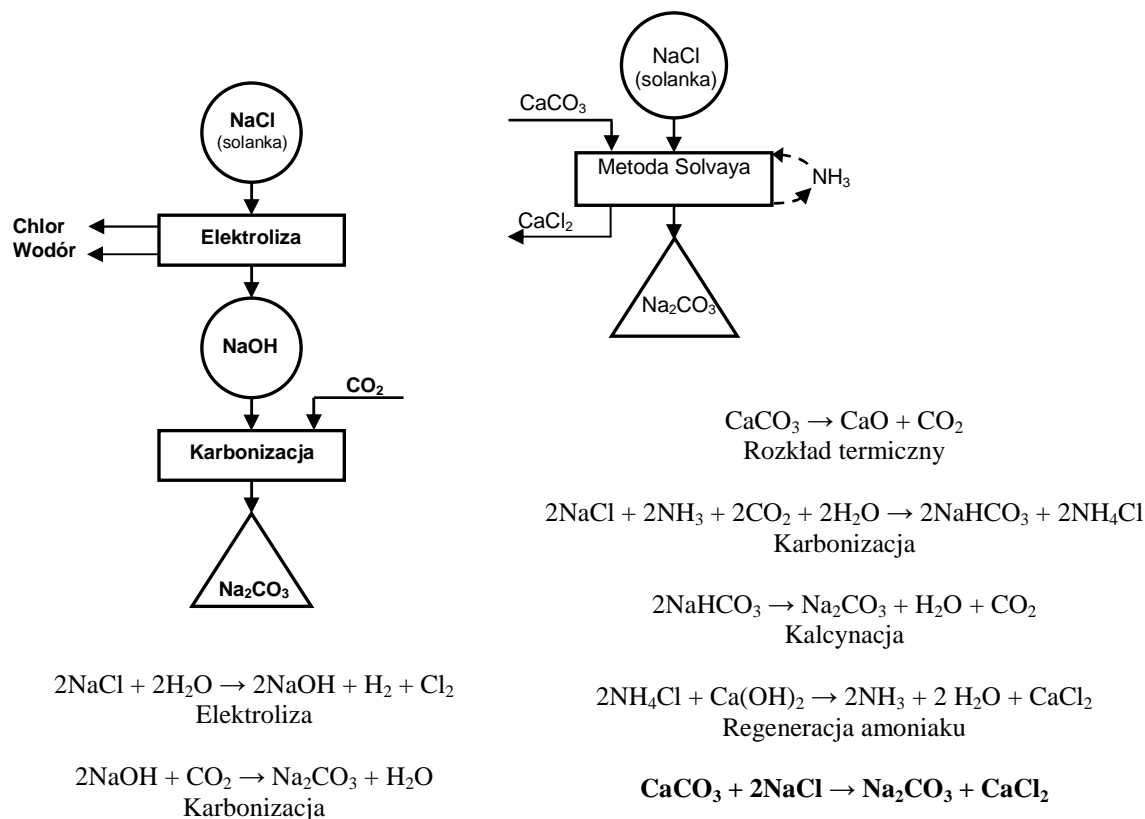 NaCl
(solanka)
Chlor
Wodór
Elektroliza
NaOH
CO₂
Karbonizacja
Na₂CO₃
2NaCl + 2H₂O → 2NaOH + H₂ + Cl₂
Elektroliza
2NaOH + CO₂ → Na₂CO₃ + H₂O
Karbonizacja
NaCl
(solanka)
CaCO₃
Metoda Solvaya
NH₃
CaCl₂
Na₂CO₃
CaCO₃ → CaO + CO₂
Rozkład termiczny
2NaCl + 2NH₃ + 2CO₂ + 2H₂O → 2NaHCO₃ + 2NH₄Cl
Karbonizacja
2NaHCO₃ → Na₂CO₃ + H₂O + CO₂
Kalcynacja
2NH₄Cl + Ca(OH)₂ → 2NH₃ + 2 H₂O + CaCl₂
Regeneracja amoniaku
CaCO₃ + 2NaCl → Na₂CO₃ + CaCl₂